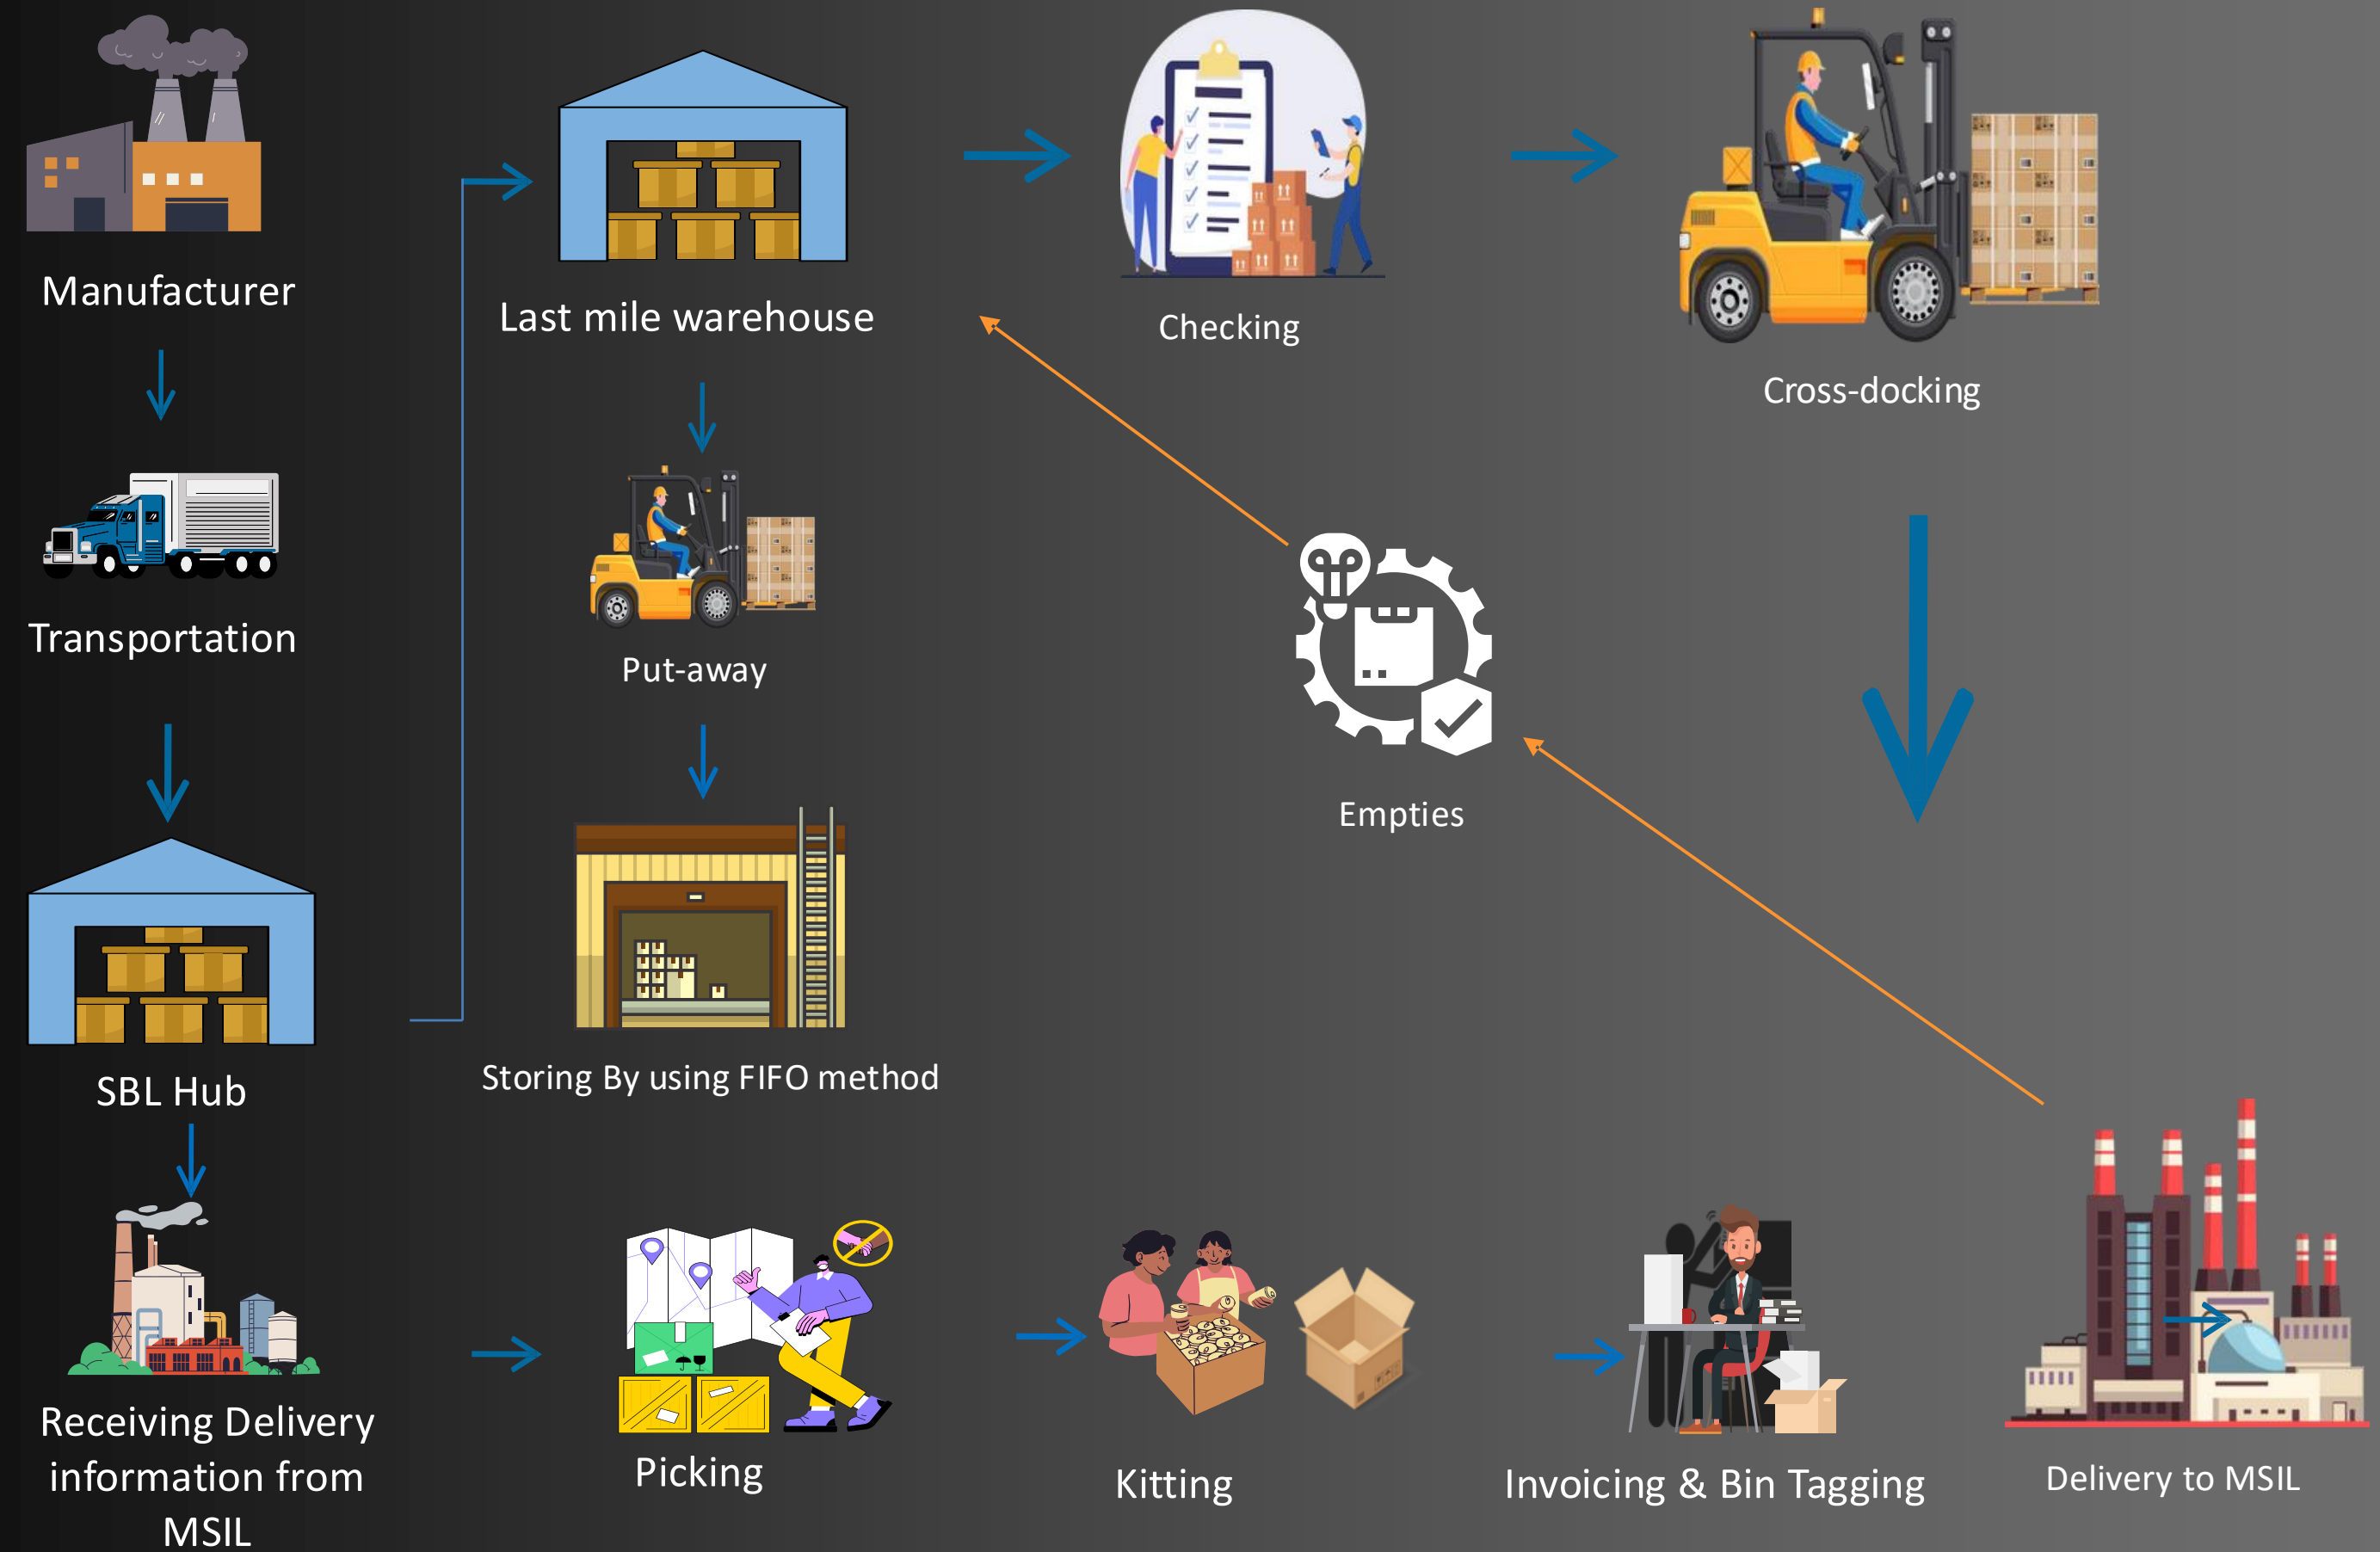 Manufacturer
Last mile warehouse
Checking
Cross-docking
Transportation
Put-away
Empties
SBL Hub
Storing By using FIFO method
Receiving Delivery
information from
MSIL
Picking
Kitting
Invoicing & Bin Tagging
Delivery to MSIL